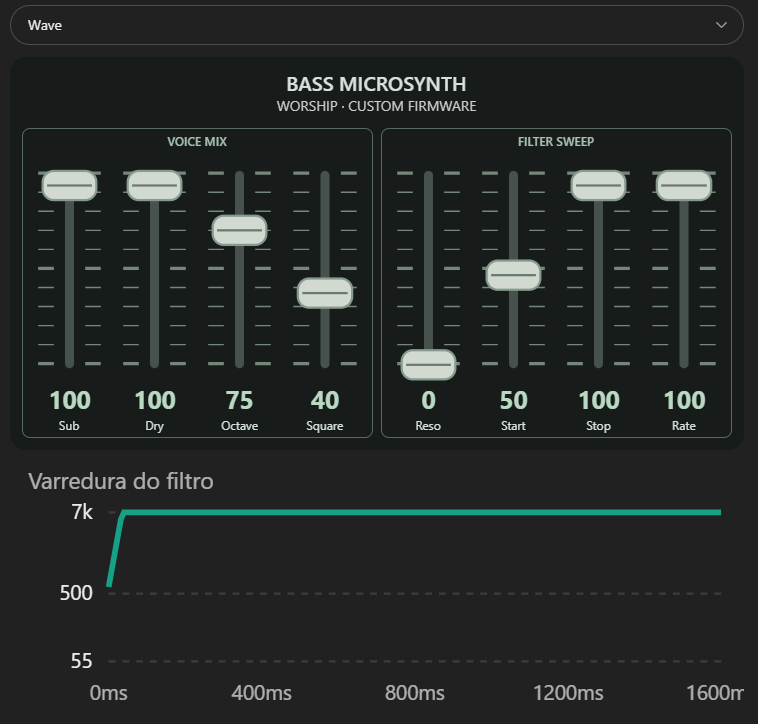 Wave
BASS MICROSYNTH
WORSHIP · CUSTOM FIRMWARE
VOICE MIX
FILTER SWEEP
100 100 75 40
Sub Dry Octave Square
0 50 100 100
Reso Start Stop Rate
Varredura do filtro
7k
500
55
0ms 400ms 800ms 1200ms 1600m